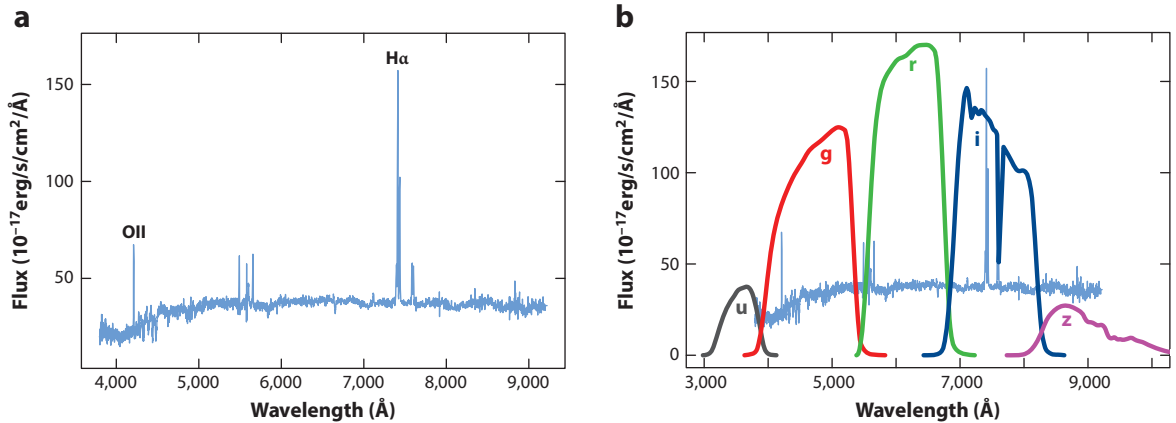 a
150
100
50
Flux (10⁻¹⁷erg/s/cm²/Å)
OII
Hα
4,000 5,000 6,000 7,000 8,000 9,000
Wavelength (Å)
b
150
100
50
0
Flux (10⁻¹⁷erg/s/cm²/Å)
u
g
r
i
z
3,000 5,000 7,000 9,000
Wavelength (Å)